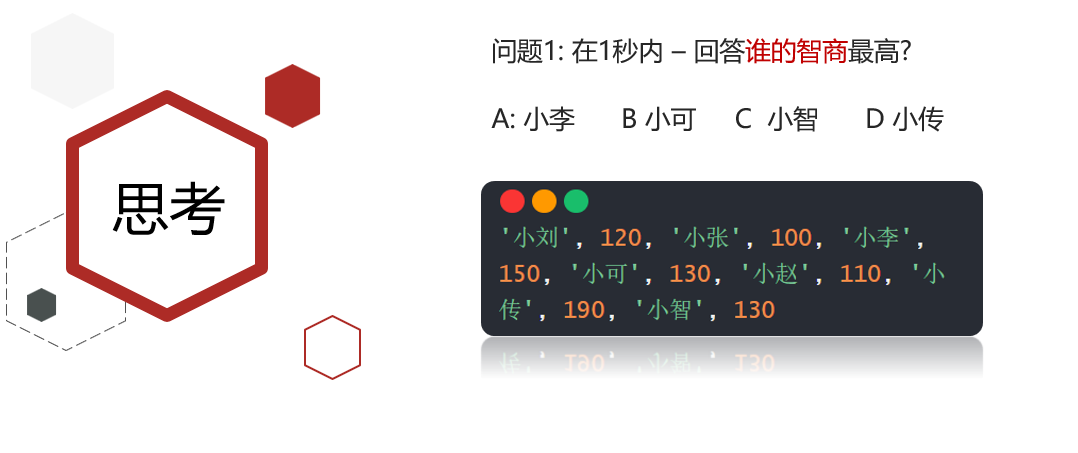 思考
问题1: 在1秒内 – 回答谁的智商最高?
A: 小李 B 小可 C 小智 D 小传
'小刘', 120, '小张', 100, '小李',
150, '小可', 130, '小赵', 110, '小
传', 190, '小智', 130